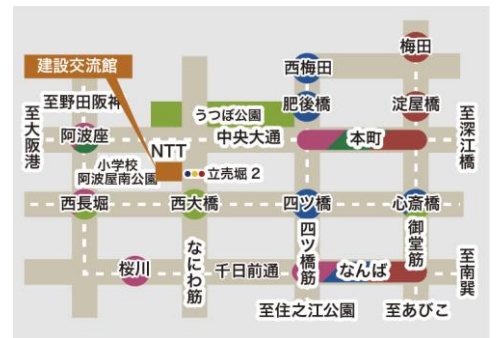 梅田
建設交流館
西梅田
至野田阪神
肥後橋
淀屋橋
うつぼ公園
至大阪港
阿波座
NTT
中央大通
本町
至深江橋
小学校
阿波屋南公園
立売堀 2
西長堀
西大橋
四ツ橋
心斎橋
なにわ筋
四ツ橋筋
御堂筋
桜川
千日前通
なんば
至南巽
至住之江公園
至あびこ